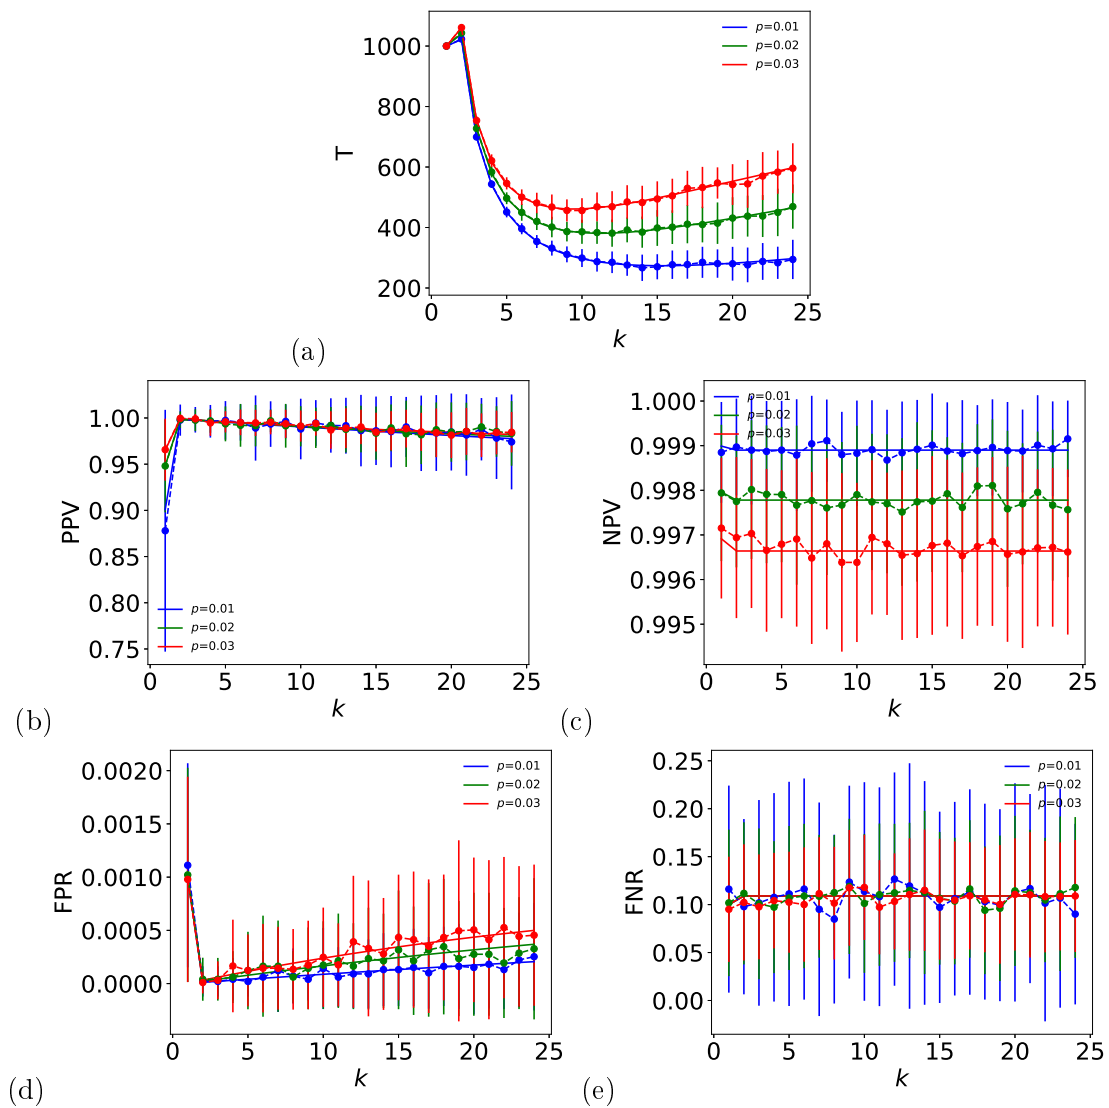 1000
800
600
400
200
T
p=0.01
p=0.02
p=0.03
0 5 10 15 20 25
k
(a)
1.00
0.95
0.90
0.85
0.80
0.75
PPV
p=0.01
p=0.02
p=0.03
0 5 10 15 20 25
k
(b)
1.000
0.999
0.998
0.997
0.996
0.995
NPV
p=0.01
p=0.02
p=0.03
0 5 10 15 20 25
k
(c)
0.0020
0.0015
0.0010
0.0005
0.0000
FPR
p=0.01
p=0.02
p=0.03
0 5 10 15 20 25
k
(d)
0.25
0.20
0.15
0.10
0.05
0.00
FNR
p=0.01
p=0.02
p=0.03
0 5 10 15 20 25
k
(e)